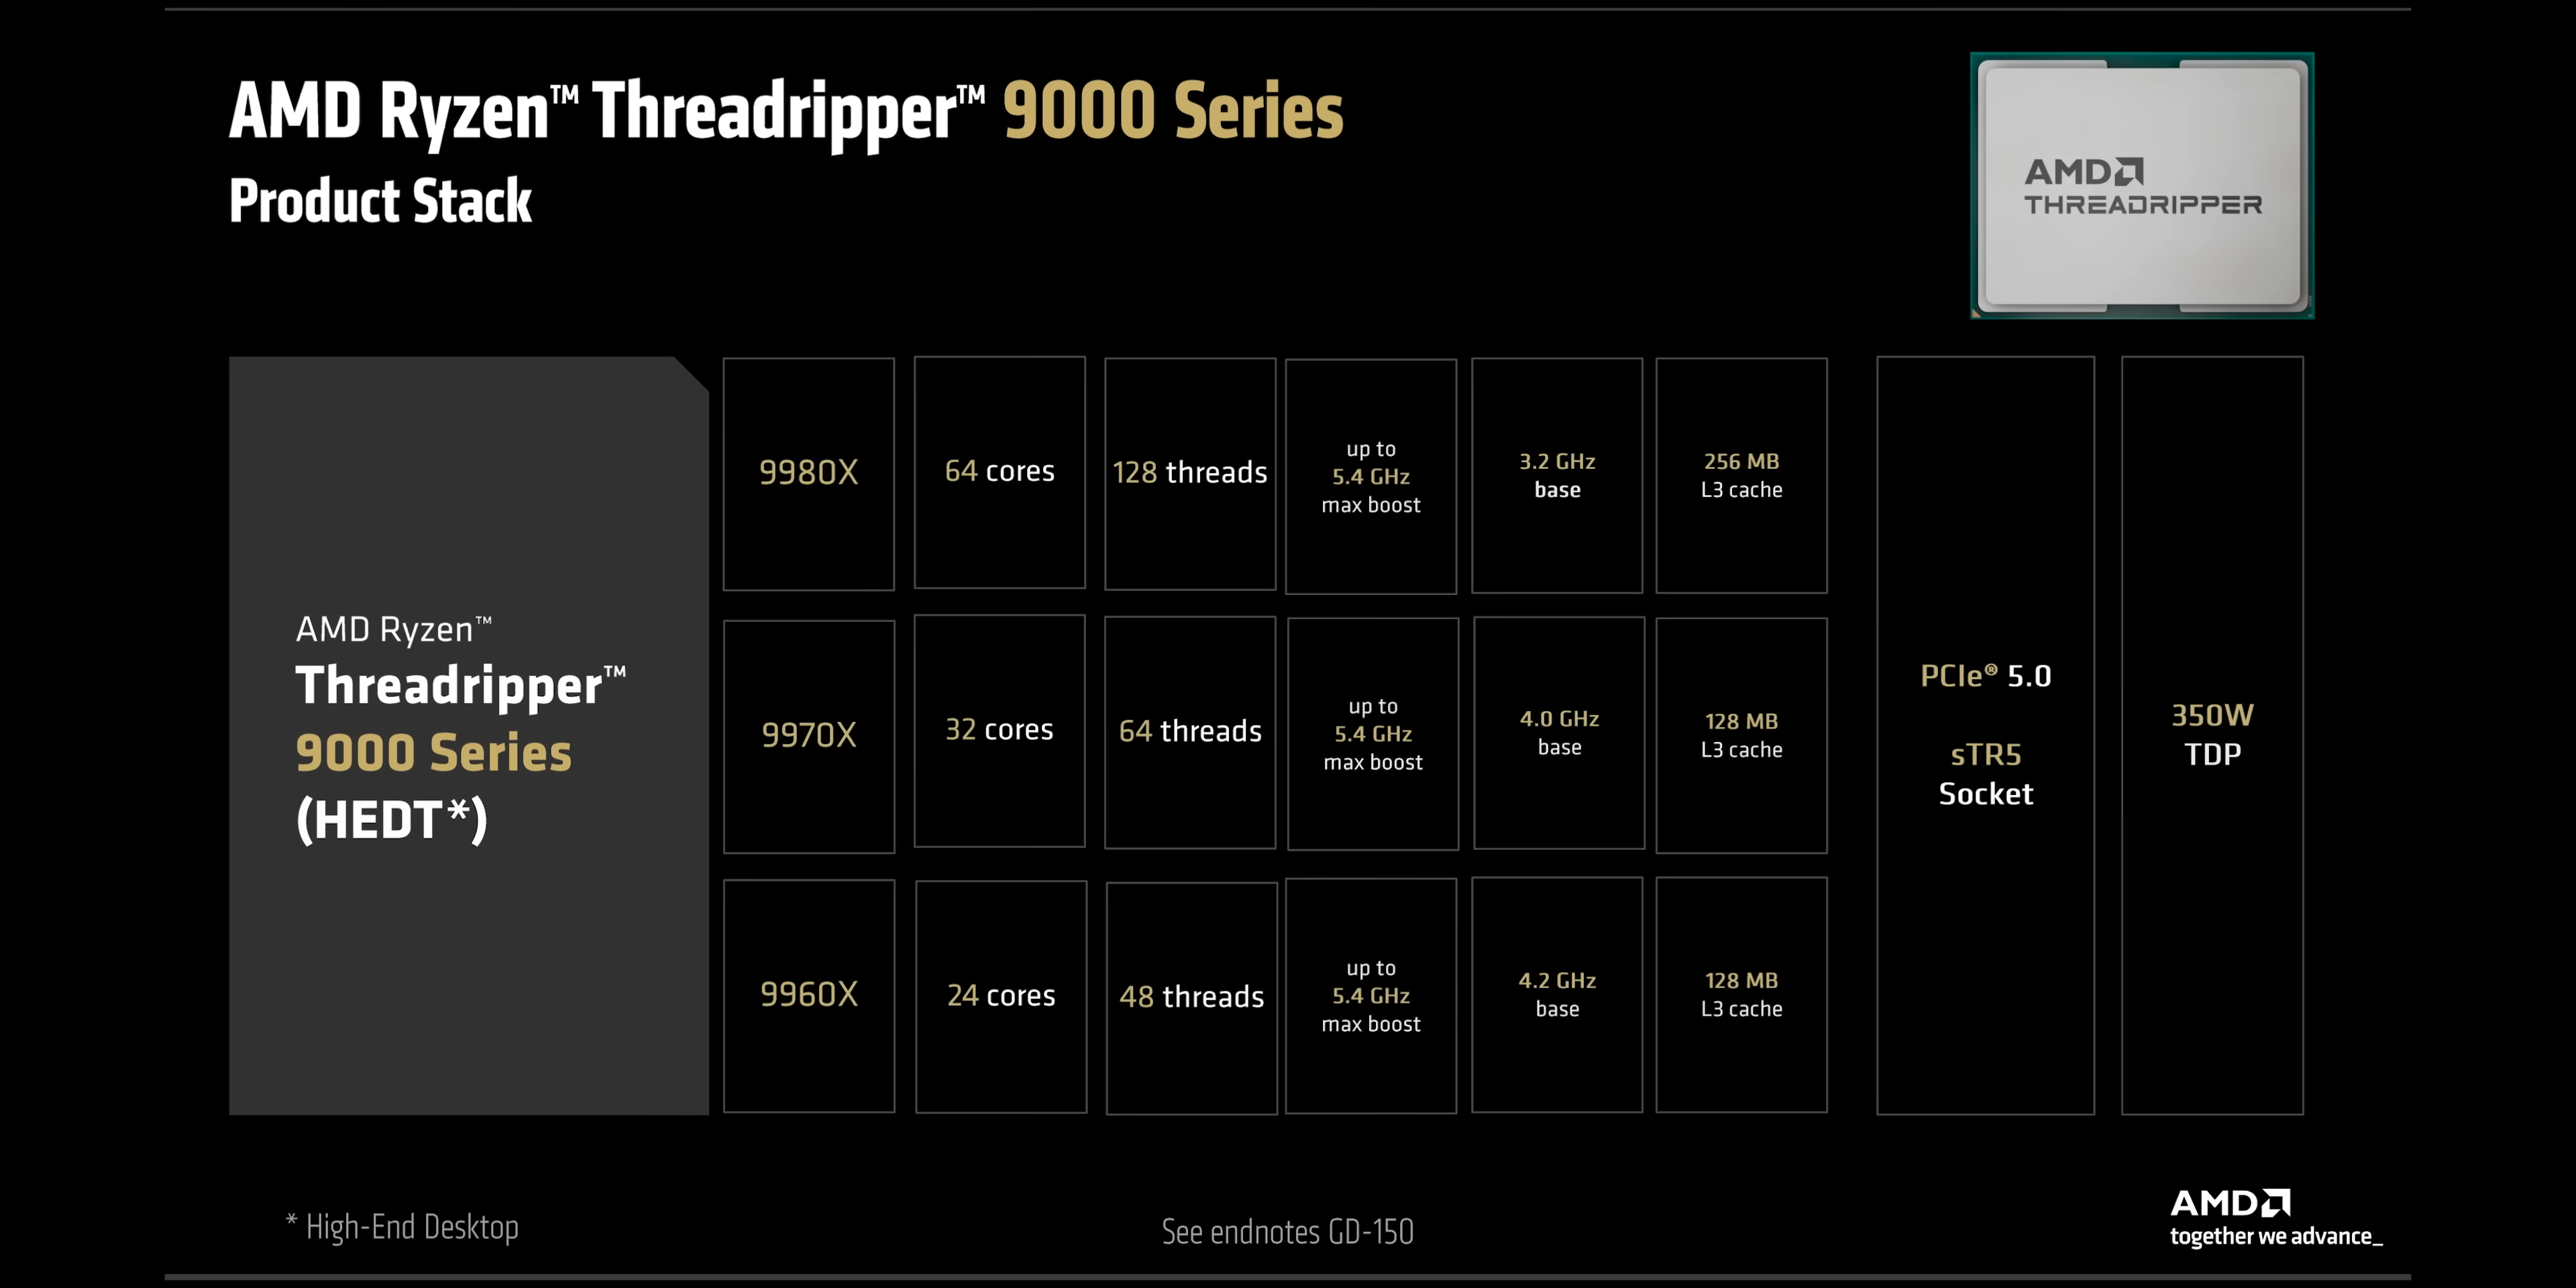 AMD Ryzen™ Threadripper™ 9000 Series
Product Stack
AMD
THREADRIPPER
AMD Ryzen™
Threadripper™
9000 Series
(HEDT*)
9980X
64 cores
128 threads
up to
5.4 GHz
max boost
3.2 GHz
base
256 MB
L3 cache
9970X
32 cores
64 threads
up to
5.4 GHz
max boost
4.0 GHz
base
128 MB
L3 cache
9960X
24 cores
48 threads
up to
5.4 GHz
max boost
4.2 GHz
base
128 MB
L3 cache
PCIe® 5.0
sTR5
Socket
350W
TDP
* High-End Desktop
See endnotes GD-150
AMD
together we advance_